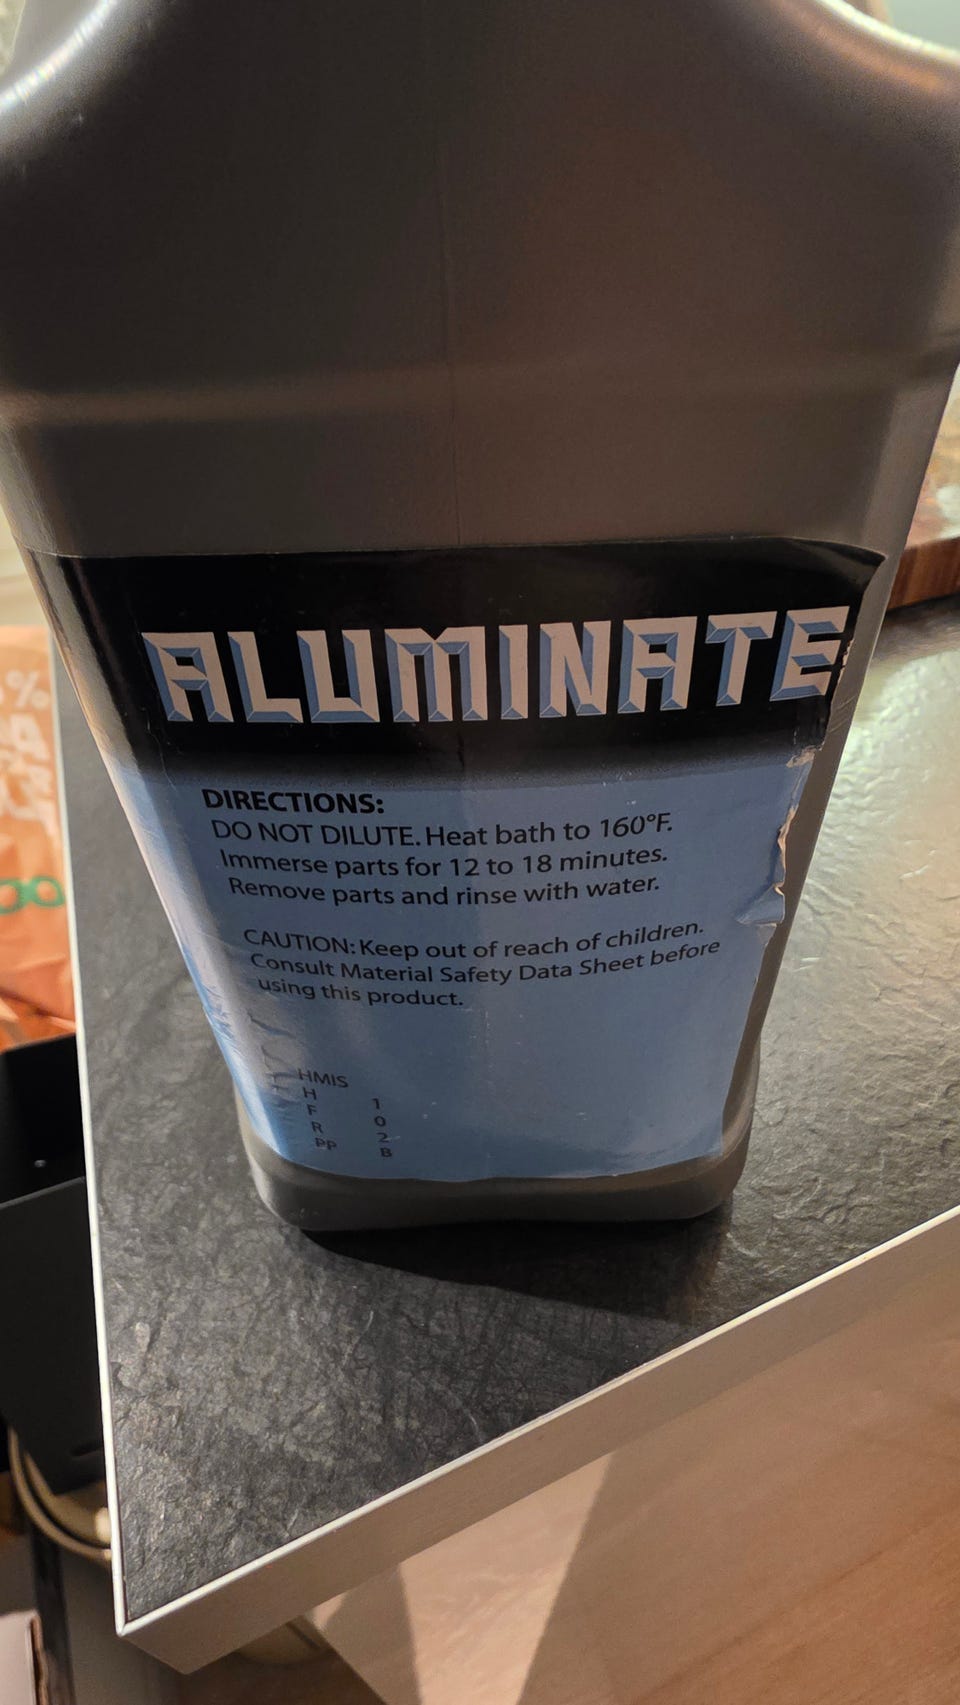 ALUMINATE
DIRECTIONS:
DO NOT DILUTE. Heat bath to 160°F.
Immerse parts for 12 to 18 minutes.
Remove parts and rinse with water.
CAUTION: Keep out of reach of children.
Consult Material Safety Data Sheet before
using this product.
HMIS
H 1
F 0
R 2
PP B